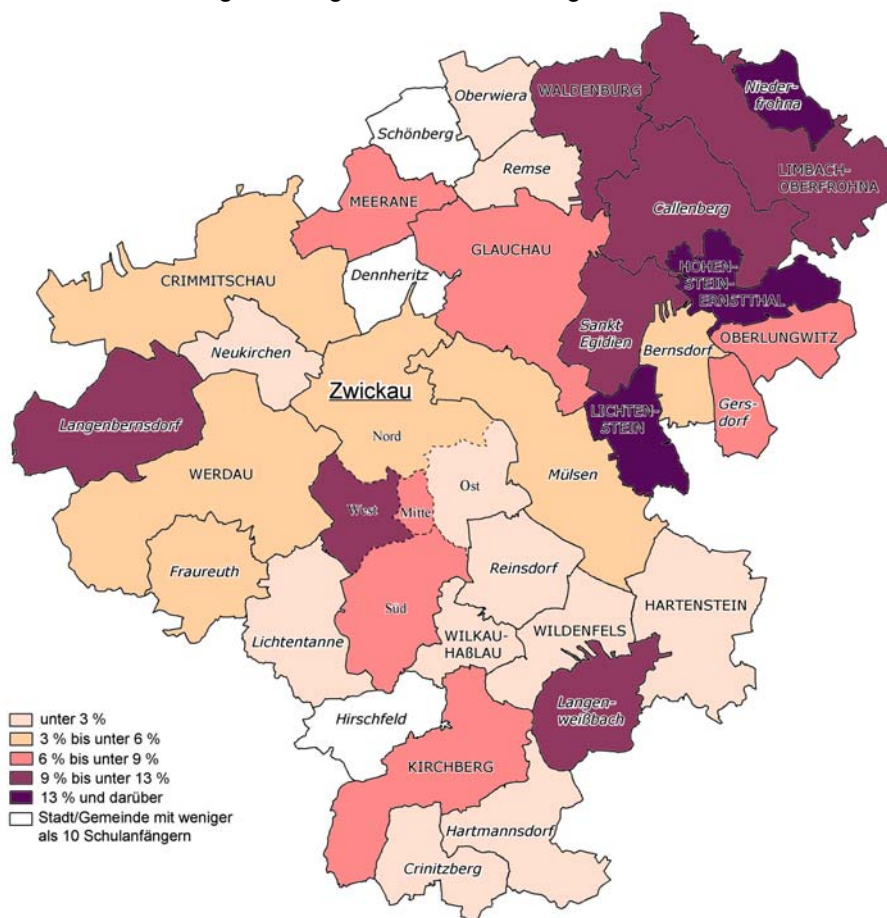 Oberwiera
WALDENBURG
Nieder-
frohna
Schönberg
Remse
LIMBACH-
OBERFROHNA
MEERANE
Callenberg
GLAUCHAU
CRIMMITSCHAU
Dennheritz
HOHEN-
STEIN-
ERNSTTHAL
Sankt
Egidien
OBERLUNGWITZ
Neukirchen
Bernsdorf
Zwickau
Gers-
dorf
LICHTEN-
STEIN
Langenbernsdorf
Nord
WERDAU
Mülsen
Ost
West
Mitte
Fraureuth
Reinsdorf
HARTENSTEIN
Süd
Lichtentanne
WILKAU-
HAßLAU
WILDENFELS
Langen-
weißbach
Hirschfeld
KIRCHBERG
Hartmannsdorf
Crinitzberg
unter 3 %
3 % bis unter 6 %
6 % bis unter 9 %
9 % bis unter 13 %
13 % und darüber
Stadt/Gemeinde mit weniger
als 10 Schulanfängern